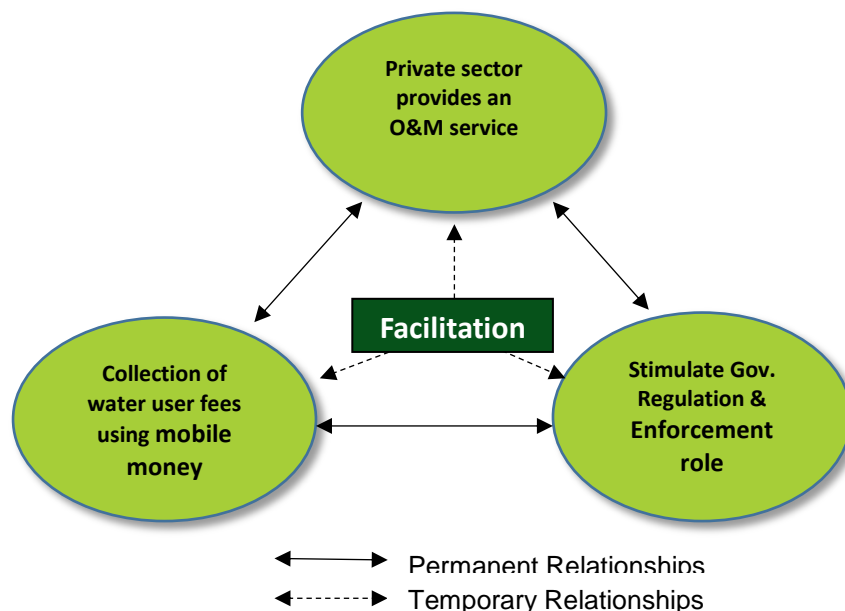 Private sector
provides an
O&M service
Facilitation
Collection of
water user fees
using mobile
money
Stimulate Gov.
Regulation &
Enforcement
role
Permanent Relationships
Temporary Relationships